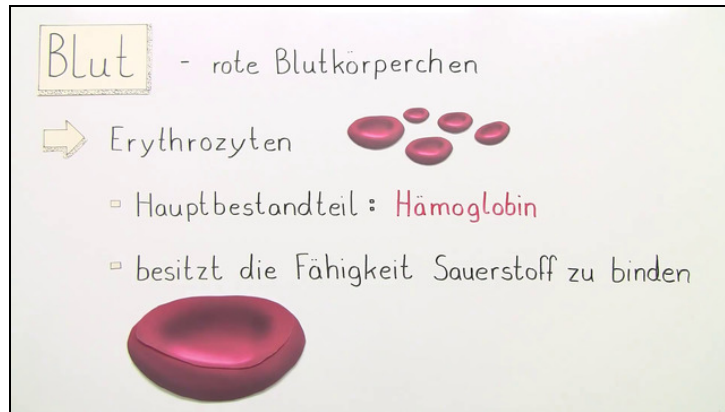 Blut - rote Blutkörperchen
Erythrozyten
Hauptbestandteil: Hämoglobin
besitzt die Fähigkeit Sauerstoff zu binden